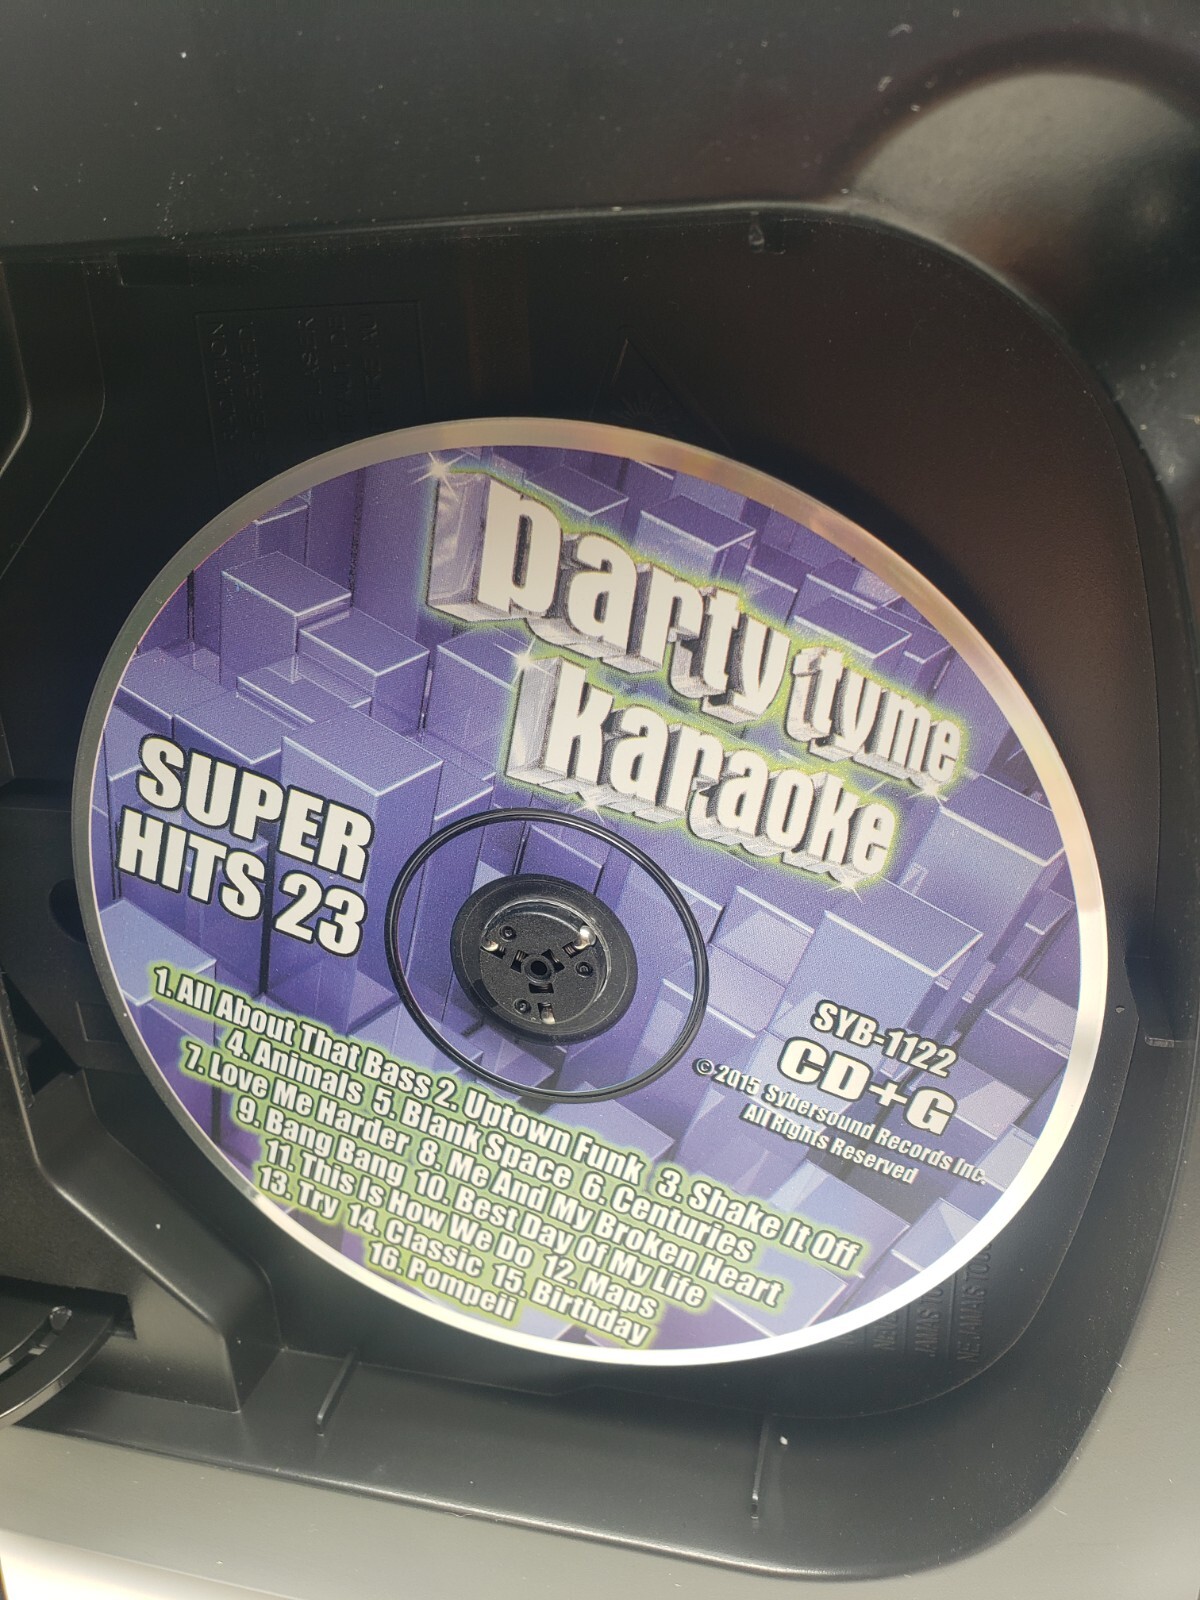 party tyme
karaoke
SUPER
HITS 23
SYB-1122
CD+G
©2015 Sybersound Records Inc.
All Rights Reserved
1. All About That Bass 2. Uptown Funk 3. Shake It Off
4. Animals 5. Blank Space 6. Centuries
7. Love Me Harder 8. Me And My Broken Heart
9. Bang Bang 10. Best Day Of My Life
11. This Is How We Do 12. Maps
13. Try 14. Classic 15. Birthday
16. Pompeii